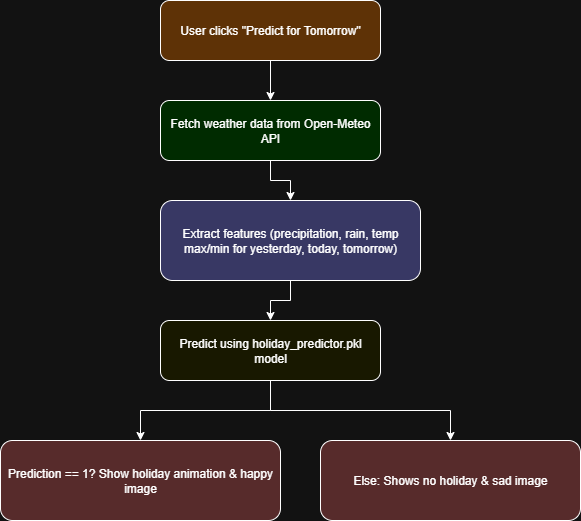 User clicks "Predict for Tomorrow"
Fetch weather data from Open-Meteo
API
Extract features (precipitation, rain, temp
max/min for yesterday, today, tomorrow)
Predict using holiday_predictor.pkl
model
Prediction == 1? Show holiday animation & happy
image
Else: Shows no holiday & sad image